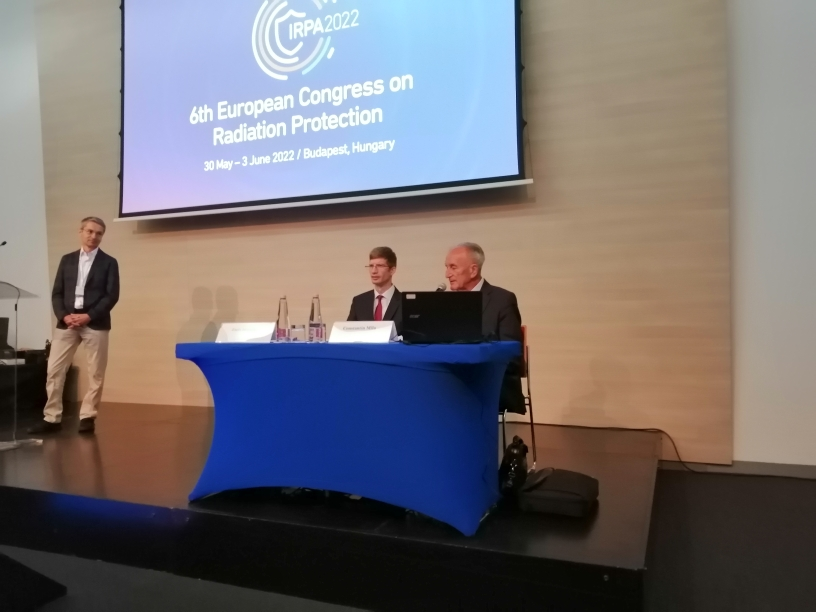 IRPA2022
6th European Congress on
Radiation Protection
30 May – 3 June 2022 / Budapest, Hungary